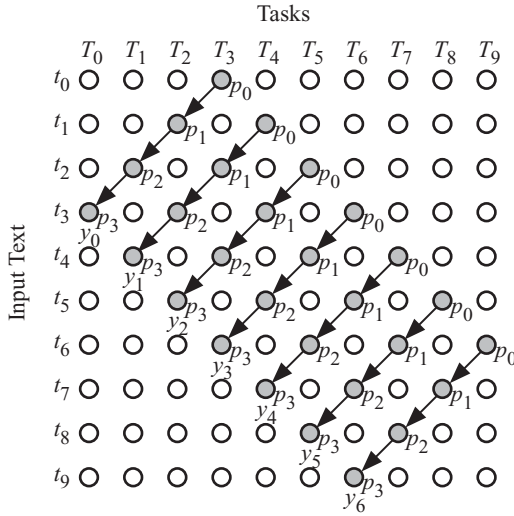 Tasks
T0 T1 T2 T3 T4 T5 T6 T7 T8 T9
Input Text
t0 p0
t1 p1 p0
t2 p2 p1 p0
t3 p3 p2 p1 p0
y0
t4 p3 p2 p1 p0
y1
t5 p3 p2 p1 p0
y2
t6 p3 p2 p1 p0
y3
t7 p3 p2 p1
y4
t8 p3 p2
y5
t9 p3
y6